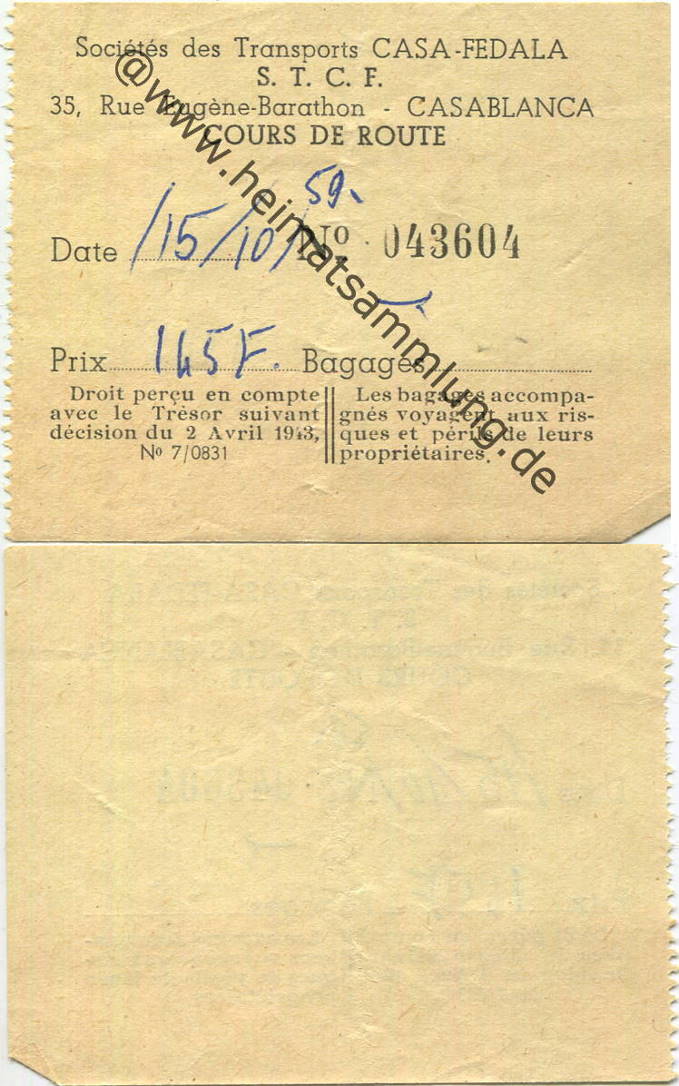 Sociétés des Transports CASA-FEDALA
S. T. C. F.
35, Rue Eugène-Barathon - CASABLANCA
COURS DE ROUTE
Date /15/10/59. Nº 043604
Prix 145F. Bagages
Droit perçu en compte
avec le Trésor suivant
décision du 2 Avril 1943,
Nº 7/0831
Les bagages accompa-
gnés voyagent aux ris-
ques et périls de leurs
propriétaires.
@www.heimatsammlung.de